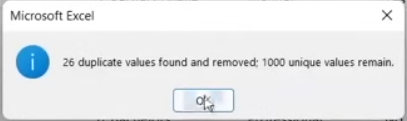 Microsoft Excel
26 duplicate values found and removed; 1000 unique values remain.
OK